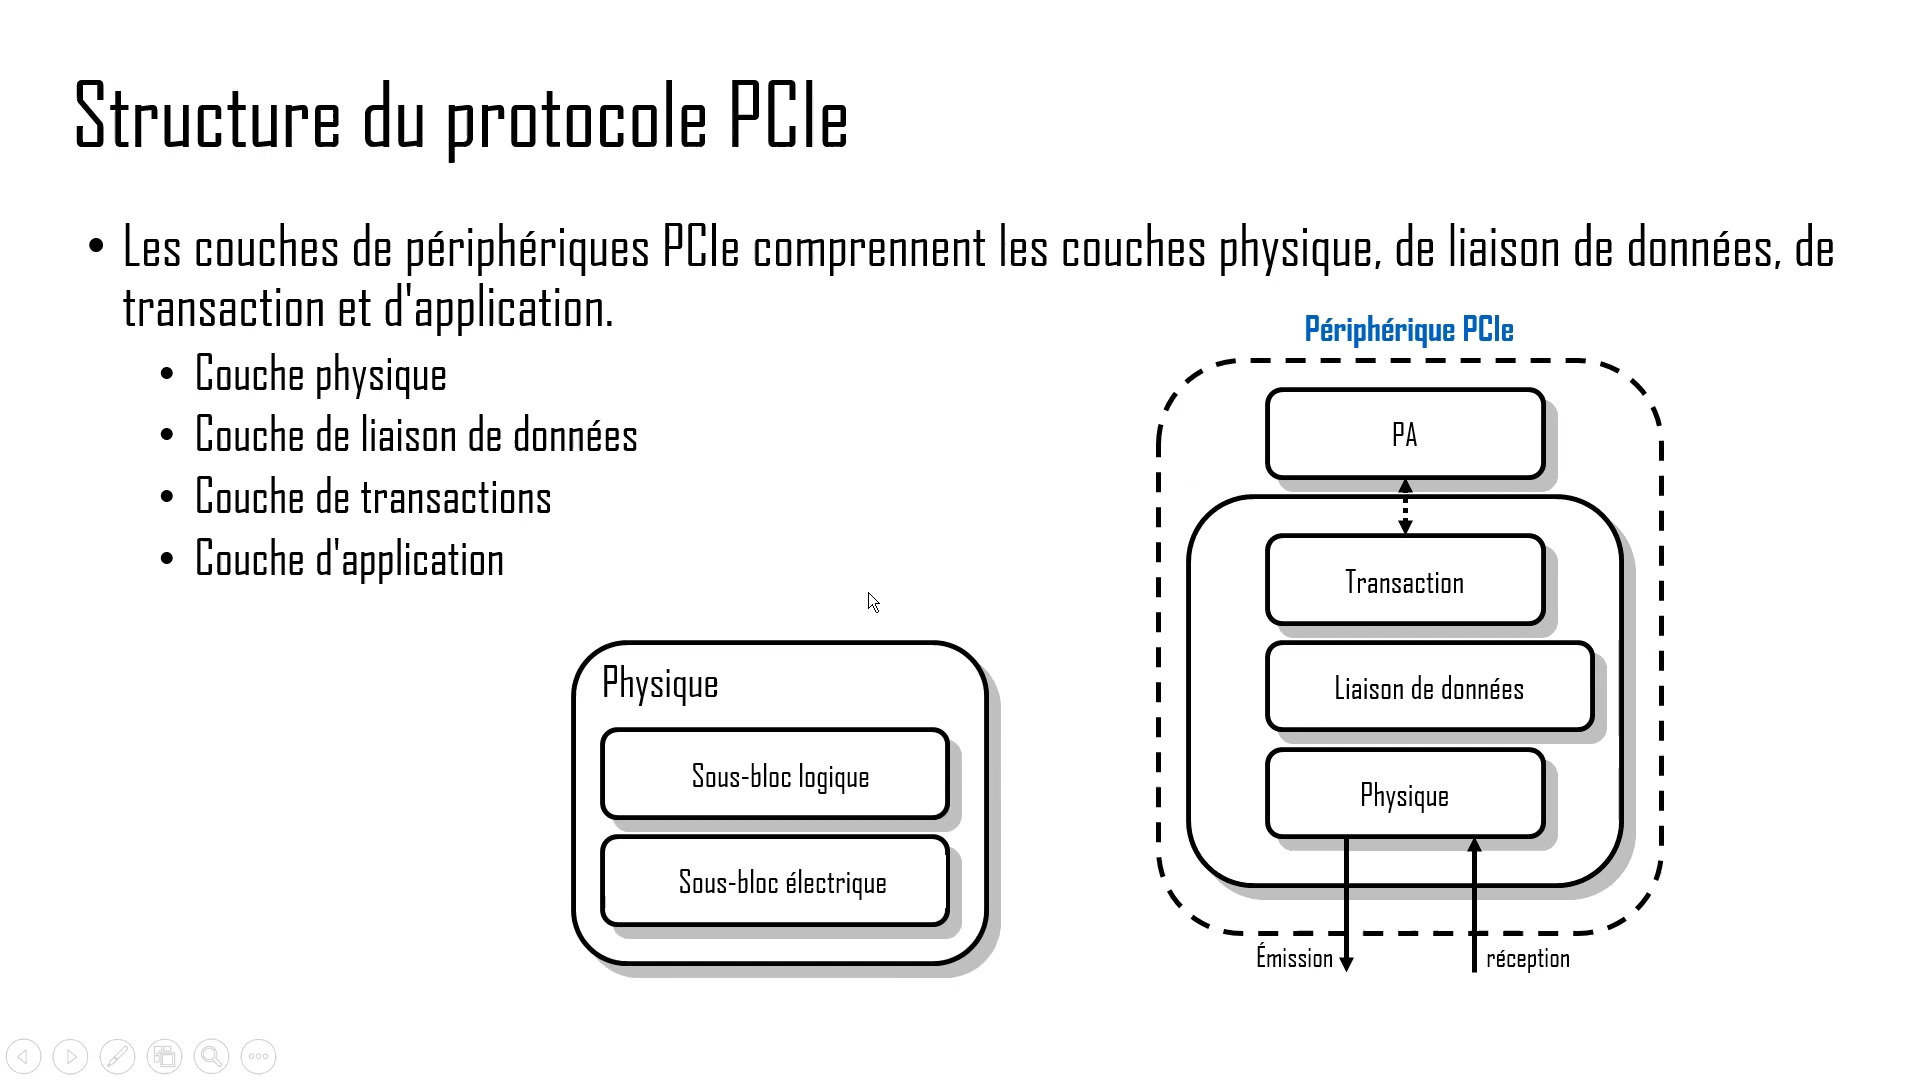 Structure du protocole PCIe
• Les couches de périphériques PCIe comprennent les couches physique, de liaison de données, de
transaction et d'application.
• Couche physique
• Couche de liaison de données
• Couche de transactions
• Couche d'application
Physique
Sous-bloc logique
Sous-bloc électrique
Périphérique PCIe
PA
Transaction
Liaison de données
Physique
Émission
réception